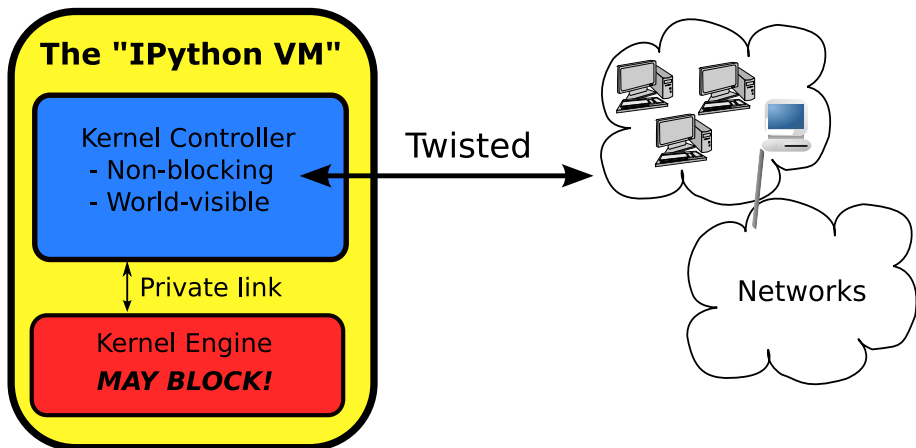 The "IPython VM"
Kernel Controller
- Non-blocking
- World-visible
Twisted
Private link
Networks
Kernel Engine
MAY BLOCK!